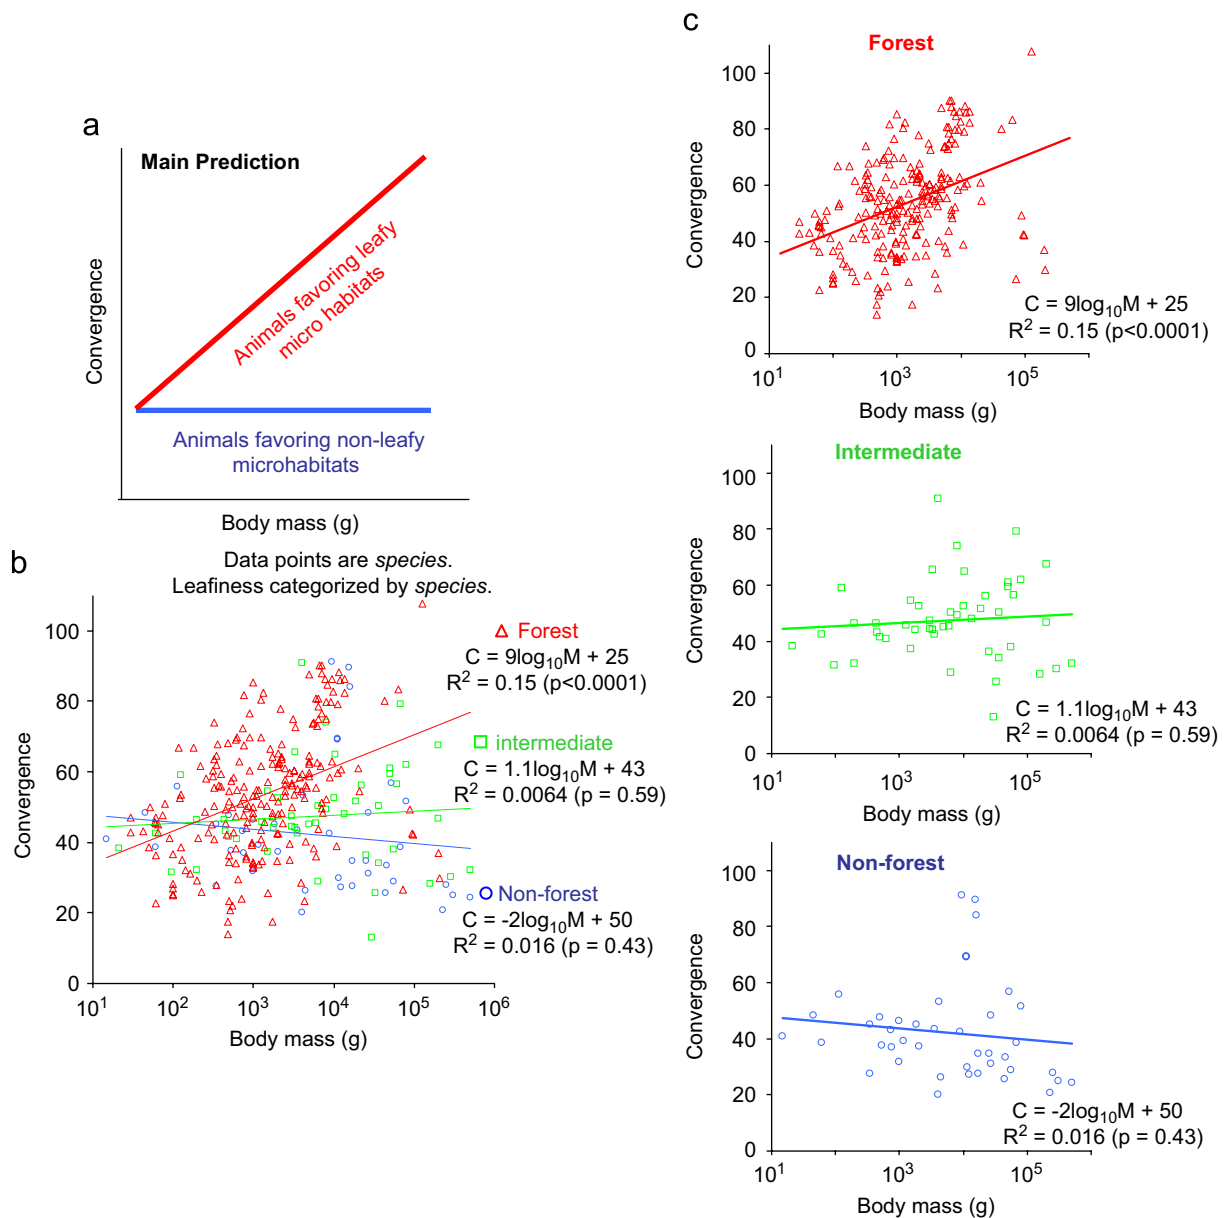 a
Main Prediction
Convergence
Animals favoring leafy
micro habitats
Animals favoring non-leafy
microhabitats
Body mass (g)
b
Data points are species.
Leafiness categorized by species.
Convergence
100
80
60
40
20
0
10¹ 10² 10³ 10⁴ 10⁵ 10⁶
Body mass (g)
Forest
C = 9log₁₀M + 25
R² = 0.15 (p<0.0001)
intermediate
C = 1.1log₁₀M + 43
R² = 0.0064 (p = 0.59)
Non-forest
C = -2log₁₀M + 50
R² = 0.016 (p = 0.43)
c
Forest
Convergence
100
80
60
40
20
0
C = 9log₁₀M + 25
R² = 0.15 (p<0.0001)
10¹ 10³ 10⁵
Body mass (g)
Intermediate
Convergence
100
80
60
40
20
0
C = 1.1log₁₀M + 43
R² = 0.0064 (p = 0.59)
10¹ 10³ 10⁵
Body mass (g)
Non-forest
Convergence
100
80
60
40
20
0
C = -2log₁₀M + 50
R² = 0.016 (p = 0.43)
10¹ 10³ 10⁵
Body mass (g)